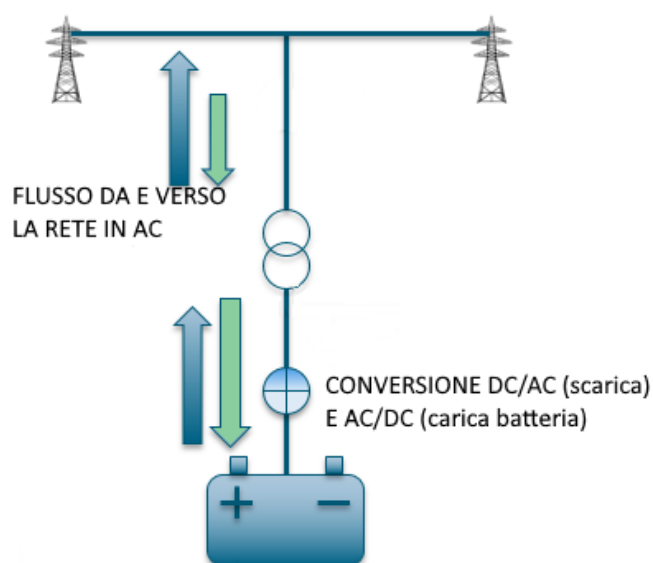 FLUSSO DA E VERSO
LA RETE IN AC
CONVERSIONE DC/AC (scarica)
E AC/DC (carica batteria)
+ −